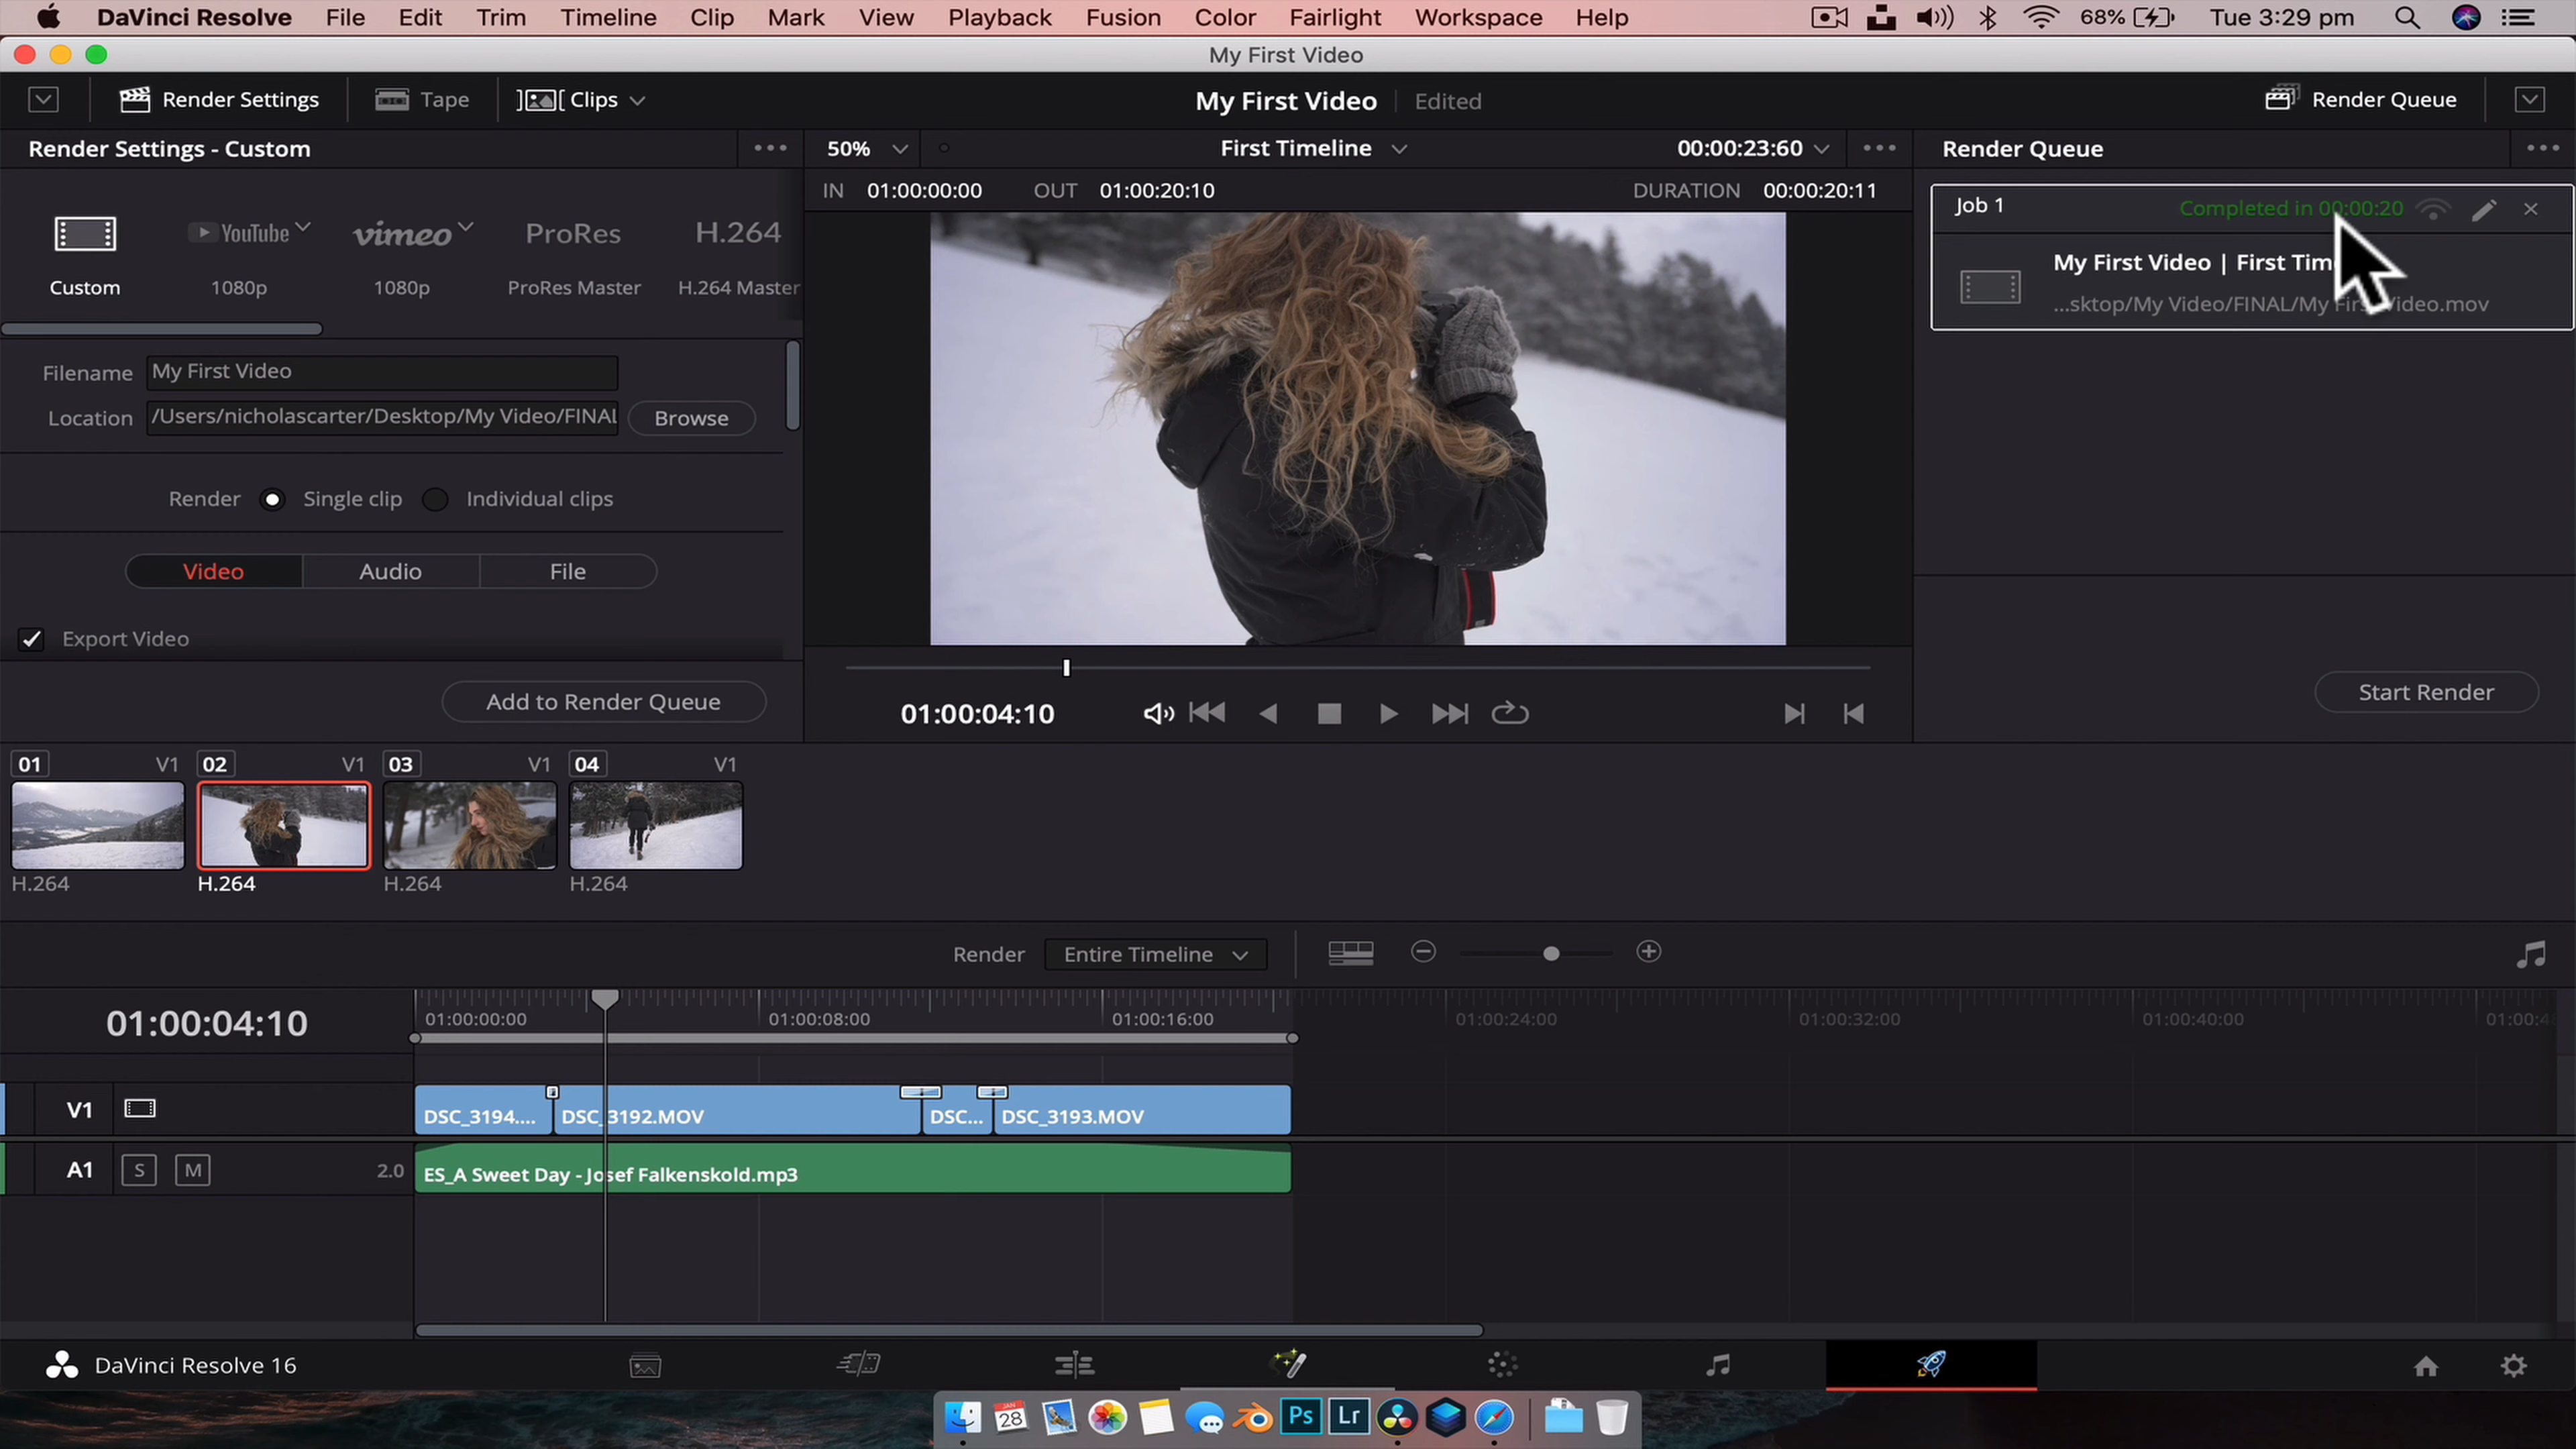 DaVinci Resolve File Edit Trim Timeline Clip Mark View Playback Fusion Color Fairlight Workspace Help 68% Tue 3:29 pm
My First Video
Render Settings Tape Clips My First Video Edited Render Queue
Render Settings - Custom 50% First Timeline 00:00:23:60 Render Queue
IN 01:00:00:00 OUT 01:00:20:10 DURATION 00:00:20:11
Job 1 Completed in 00:00:20
YouTube vimeo ProRes H.264
Custom 1080p 1080p ProRes Master H.264 Master
My First Video | First
...sktop/My Video/FINAL/My Video.mov
Filename My First Video
Location /Users/nicholascarter/Desktop/My Video/FINAL Browse
Render Single clip Individual clips
Video Audio File
Export Video
Add to Render Queue
01:00:04:10
Start Render
01 V1 02 V1 03 V1 04 V1
H.264 H.264 H.264 H.264
Render Entire Timeline
01:00:04:10
01:00:00:00 01:00:08:00 01:00:16:00 01:00:24:00 01:00:32:00 01:00:40:00 01:00:4
V1 DSC_3194.... DSC_3192.MOV DSC... DSC_3193.MOV
A1 S M 2.0 ES_A Sweet Day - Josef Falkenskold.mp3
DaVinci Resolve 16
JAN
28
Ps Lr